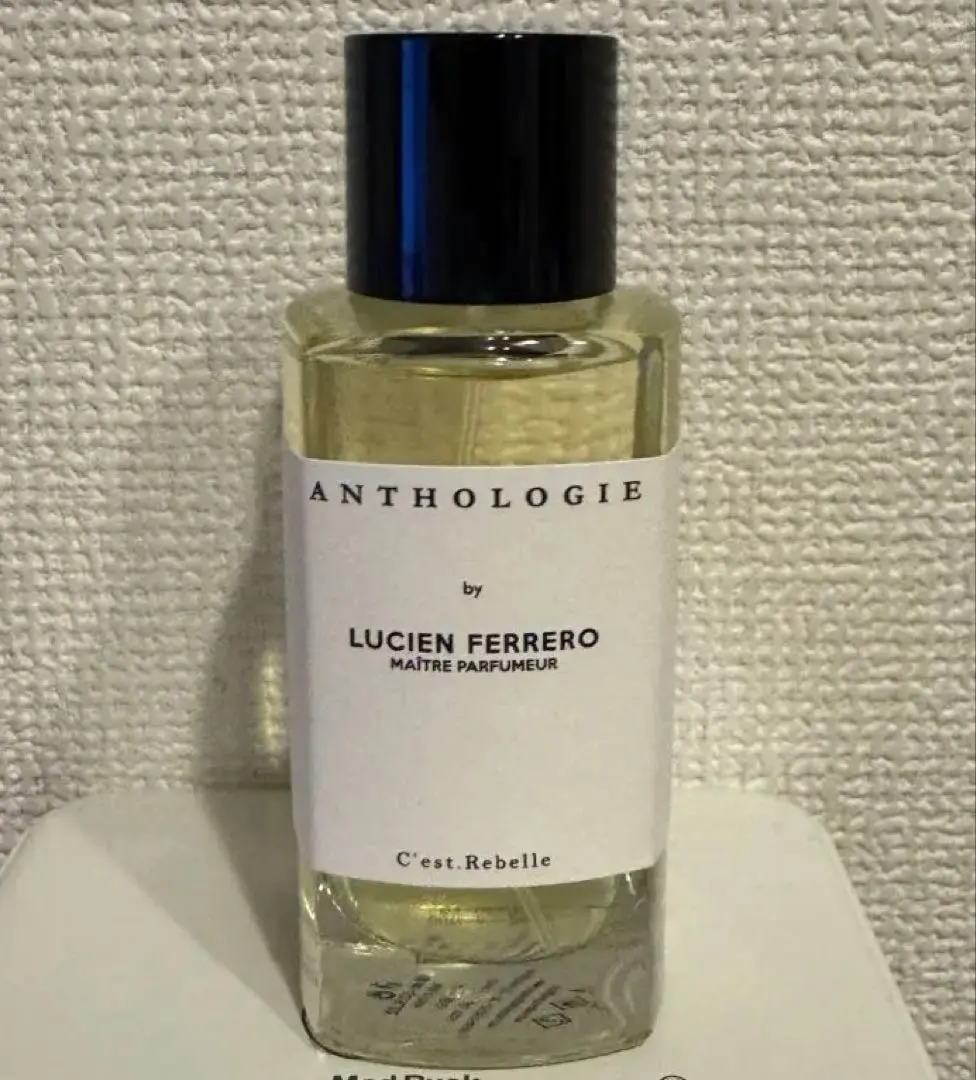 ANTHOLOGIE
by
LUCIEN FERRERO
MAÎTRE PARFUMEUR
C'est.Rebelle